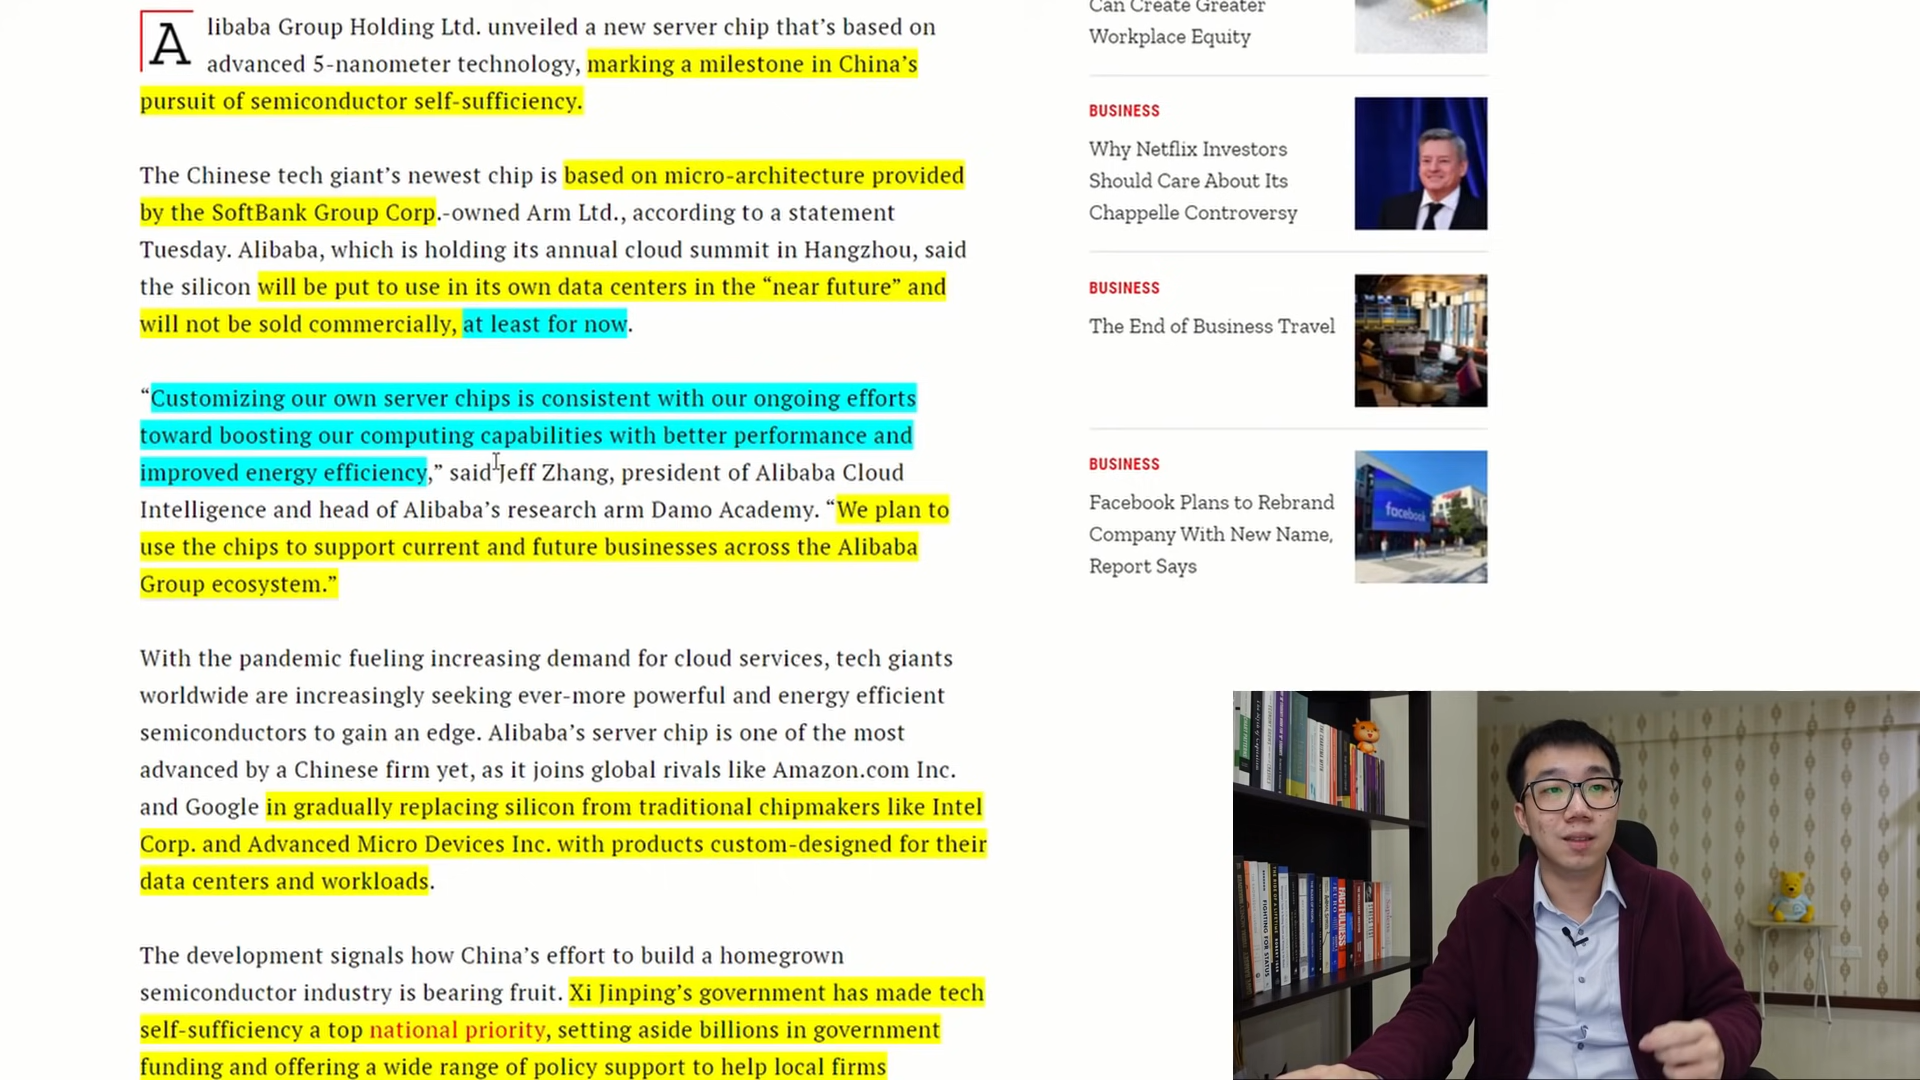 Alibaba Group Holding Ltd. unveiled a new server chip that’s based on
advanced 5-nanometer technology, marking a milestone in China’s
pursuit of semiconductor self-sufficiency.
The Chinese tech giant’s newest chip is based on micro-architecture provided
by the SoftBank Group Corp.-owned Arm Ltd., according to a statement
Tuesday. Alibaba, which is holding its annual cloud summit in Hangzhou, said
the silicon will be put to use in its own data centers in the “near future” and
will not be sold commercially, at least for now.
“Customizing our own server chips is consistent with our ongoing efforts
toward boosting our computing capabilities with better performance and
improved energy efficiency,” said Jeff Zhang, president of Alibaba Cloud
Intelligence and head of Alibaba’s research arm Damo Academy. “We plan to
use the chips to support current and future businesses across the Alibaba
Group ecosystem.”
With the pandemic fueling increasing demand for cloud services, tech giants
worldwide are increasingly seeking ever-more powerful and energy efficient
semiconductors to gain an edge. Alibaba’s server chip is one of the most
advanced by a Chinese firm yet, as it joins global rivals like Amazon.com Inc.
and Google in gradually replacing silicon from traditional chipmakers like Intel
Corp. and Advanced Micro Devices Inc. with products custom-designed for their
data centers and workloads.
The development signals how China’s effort to build a homegrown
semiconductor industry is bearing fruit. Xi Jinping’s government has made tech
self-sufficiency a top national priority, setting aside billions in government
funding and offering a wide range of policy support to help local firms
Can Create Greater
Workplace Equity
BUSINESS
Why Netflix Investors
Should Care About Its
Chappelle Controversy
BUSINESS
The End of Business Travel
BUSINESS
Facebook Plans to Rebrand
Company With New Name,
Report Says
facebook
FIGHTING FOR STATUS
FACTFULNESS